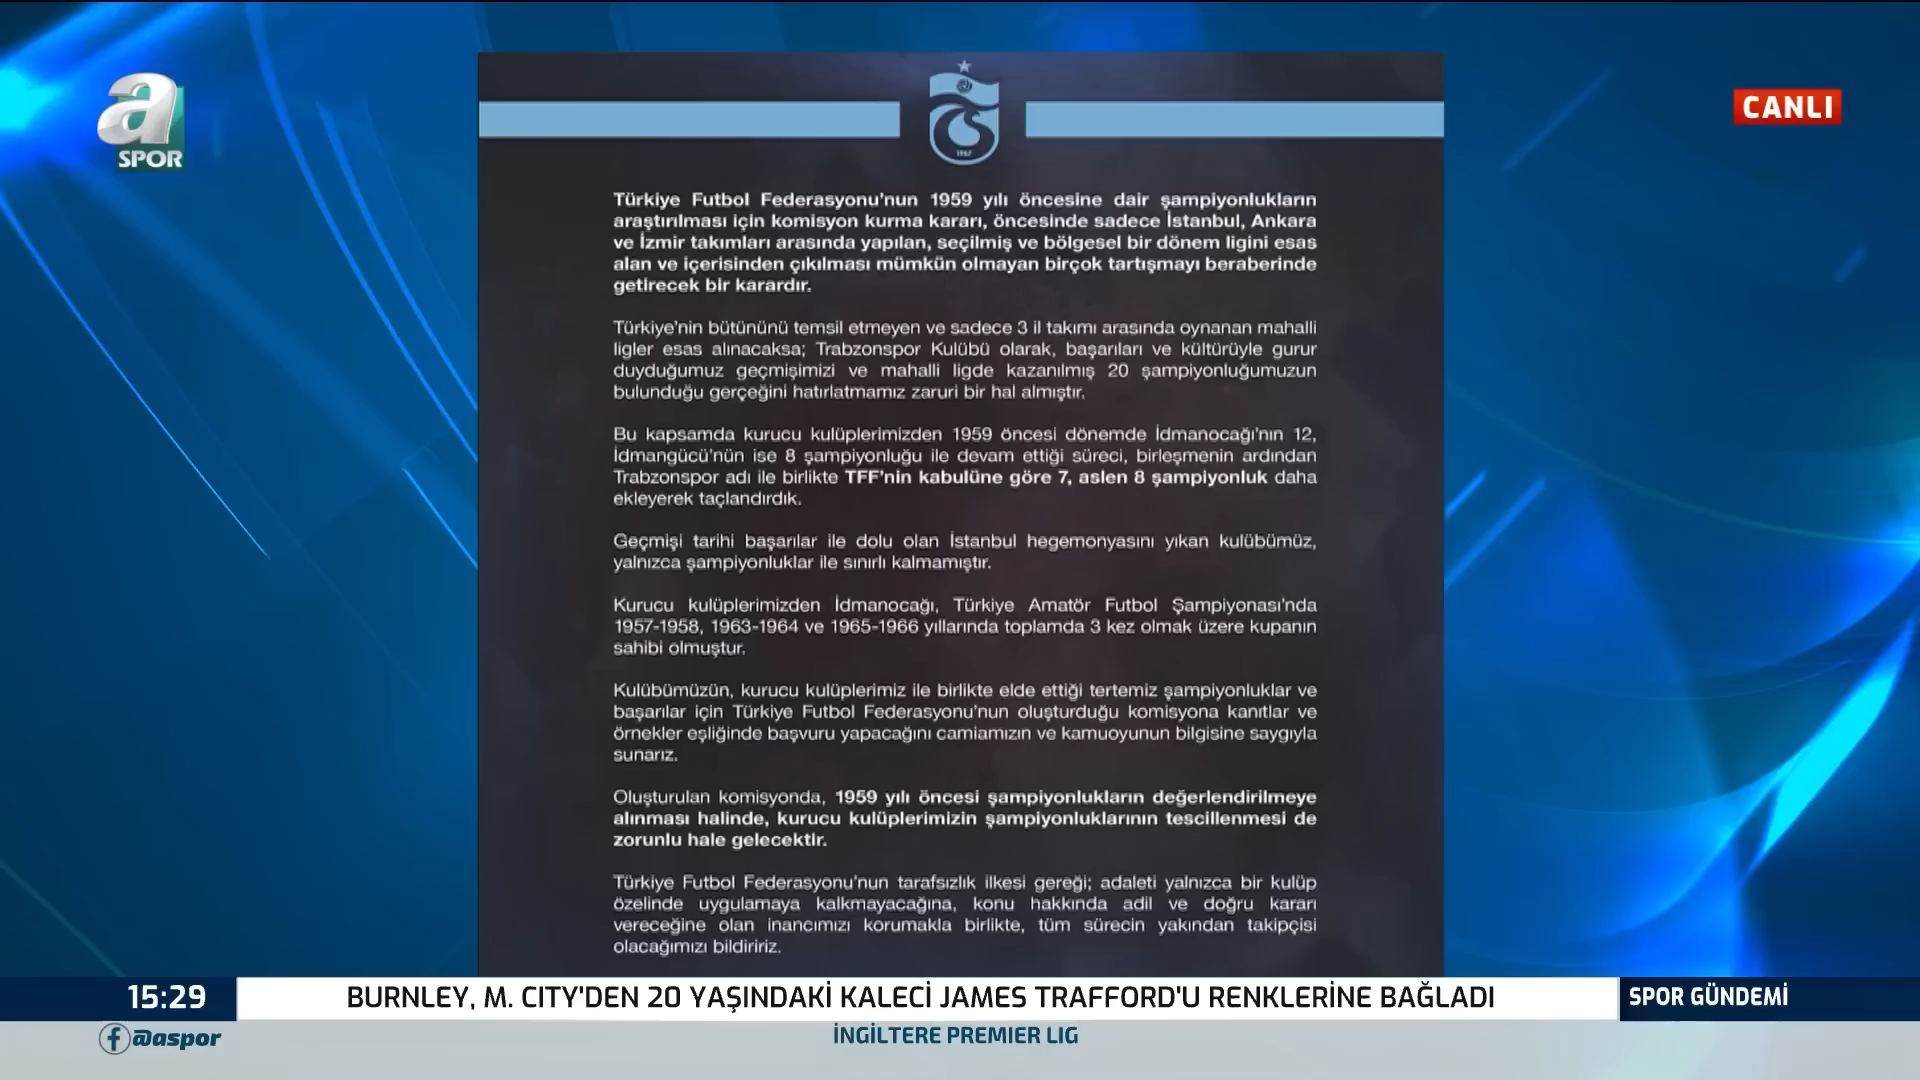 a
SPOR
CANLI
1967
Türkiye Futbol Federasyonu’nun 1959 yılı öncesine dair şampiyonlukların
araştırılması için komisyon kurma kararı, öncesinde sadece İstanbul, Ankara
ve İzmir takımları arasında yapılan, seçilmiş ve bölgesel bir dönem ligini esas
alan ve içerisinden çıkılması mümkün olmayan birçok tartışmayı beraberinde
getirecek bir karardır.
Türkiye’nin bütününü temsil etmeyen ve sadece 3 il takımı arasında oynanan mahalli
ligler esas alınacaksa; Trabzonspor Kulübü olarak, başarıları ve kültürüyle gurur
duyduğumuz geçmişimizi ve mahalli ligde kazanılmış 20 şampiyonluğumuzun
bulunduğu gerçeğini hatırlatmamız zaruri bir hal almıştır.
Bu kapsamda kurucu kulüplerimizden 1959 öncesi dönemde İdmanocağı’nın 12,
İdmangücü’nün ise 8 şampiyonluğu ile devam ettiği süreci, birleşmenin ardından
Trabzonspor adı ile birlikte TFF’nin kabulüne göre 7, aslen 8 şampiyonluk daha
ekleyerek taçlandırdık.
Geçmişi tarihi başarılar ile dolu olan İstanbul hegemonyasını yıkan kulübümüz,
yalnızca şampiyonluklar ile sınırlı kalmamıştır.
Kurucu kulüplerimizden İdmanocağı, Türkiye Amatör Futbol Şampiyonası’nda
1957-1958, 1963-1964 ve 1965-1966 yıllarında toplamda 3 kez olmak üzere kupanın
sahibi olmuştur.
Kulübümüzün, kurucu kulüplerimiz ile birlikte elde ettiği tertemiz şampiyonluklar ve
başarılar için Türkiye Futbol Federasyonu’nun oluşturduğu komisyona kanıtlar ve
örnekler eşliğinde başvuru yapacağını camiamızın ve kamuoyunun bilgisine saygıyla
sunarız.
Oluşturulan komisyonda, 1959 yılı öncesi şampiyonlukların değerlendirilmeye
alınması halinde, kurucu kulüplerimizin şampiyonluklarının tescillenmesi de
zorunlu hale gelecektir.
Türkiye Futbol Federasyonu’nun tarafsızlık ilkesi gereği; adaleti yalnızca bir kulüp
özelinde uygulamaya kalkmayacağına, konu hakkında adil ve doğru kararı
vereceğine olan inancımızı korumakla birlikte, tüm sürecin yakından takipçisi
olacağımızı bildiririz.
15:29
BURNLEY, M. CITY'DEN 20 YAŞINDAKİ KALECİ JAMES TRAFFORD'U RENKLERİNE BAĞLADI
SPOR GÜNDEMİ
@aspor
İNGİLTERE PREMIER LIG